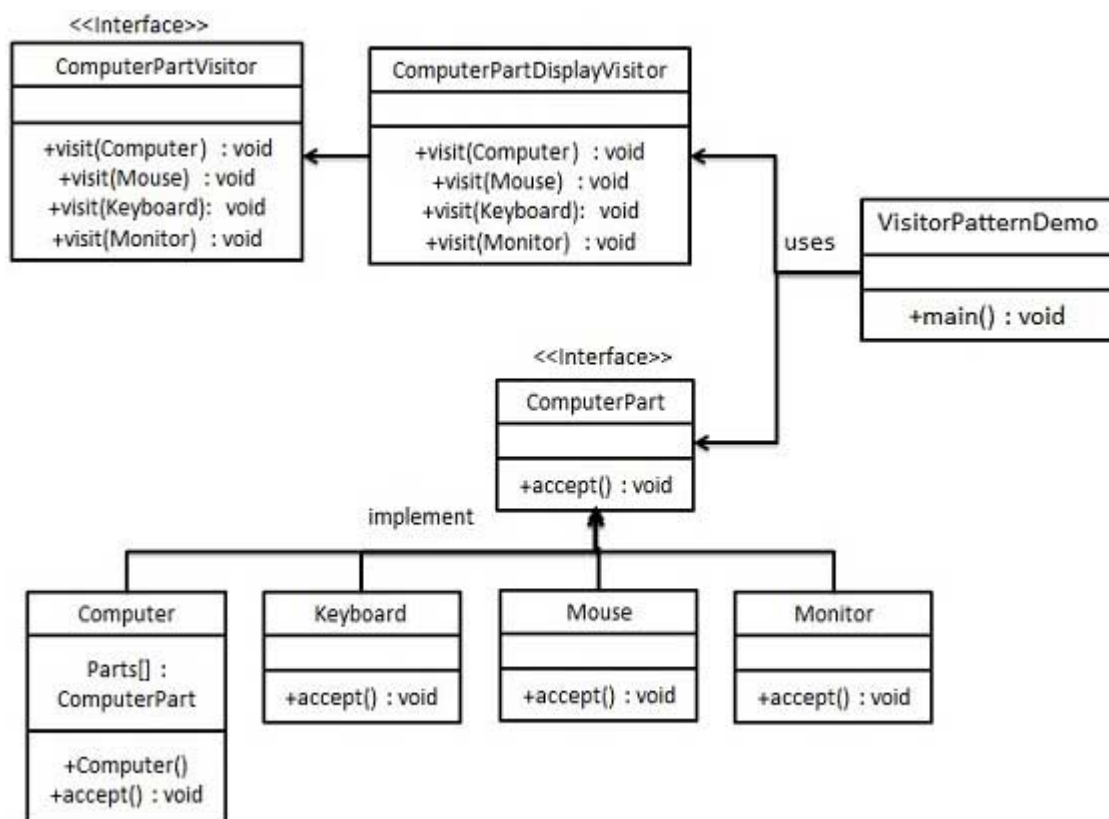 <<Interface>>
ComputerPartVisitor
+visit(Computer) : void
+visit(Mouse) : void
+visit(Keyboard): void
+visit(Monitor) : void
ComputerPartDisplayVisitor
+visit(Computer) : void
+visit(Mouse) : void
+visit(Keyboard): void
+visit(Monitor) : void
uses
VisitorPatternDemo
+main() : void
<<Interface>>
ComputerPart
+accept() : void
implement
Computer
Parts[] :
ComputerPart
+Computer()
+accept() : void
Keyboard
+accept() : void
Mouse
+accept() : void
Monitor
+accept() : void